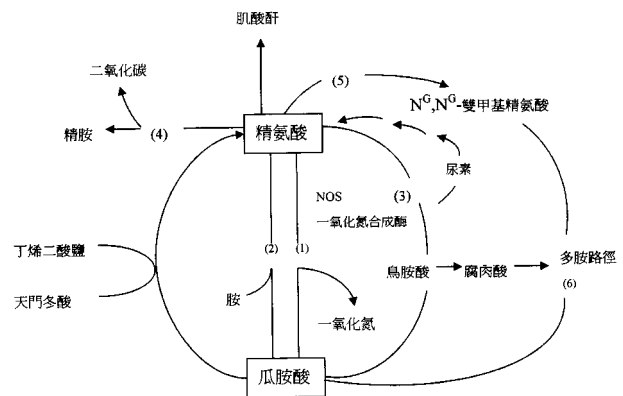 肌酸酐
二氧化碳
(5)
N^G,N^G-雙甲基精氨酸
精胺
(4)
精氨酸
尿素
NOS
(3)
一氧化氮合成酶
丁烯二酸鹽
(2)
(1)
鳥胺酸
腐肉酸
多胺路徑
(6)
天門冬酸
胺
一氧化氮
瓜胺酸